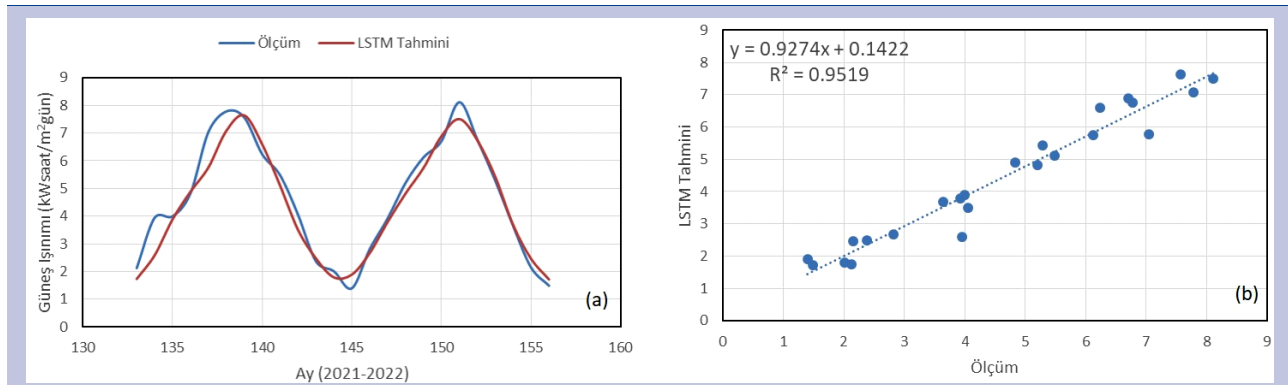 Ölçüm LSTM Tahmini
Güneş Işınımı (kWsaat/m²gün)
9
8
7
6
5
4
3
2
1
0
130 135 140 145 150 155 160
Ay (2021-2022)
(a)
y = 0.9274x + 0.1422
R² = 0.9519
LSTM Tahmini
9
8
7
6
5
4
3
2
1
0
0 1 2 3 4 5 6 7 8 9
Ölçüm
(b)